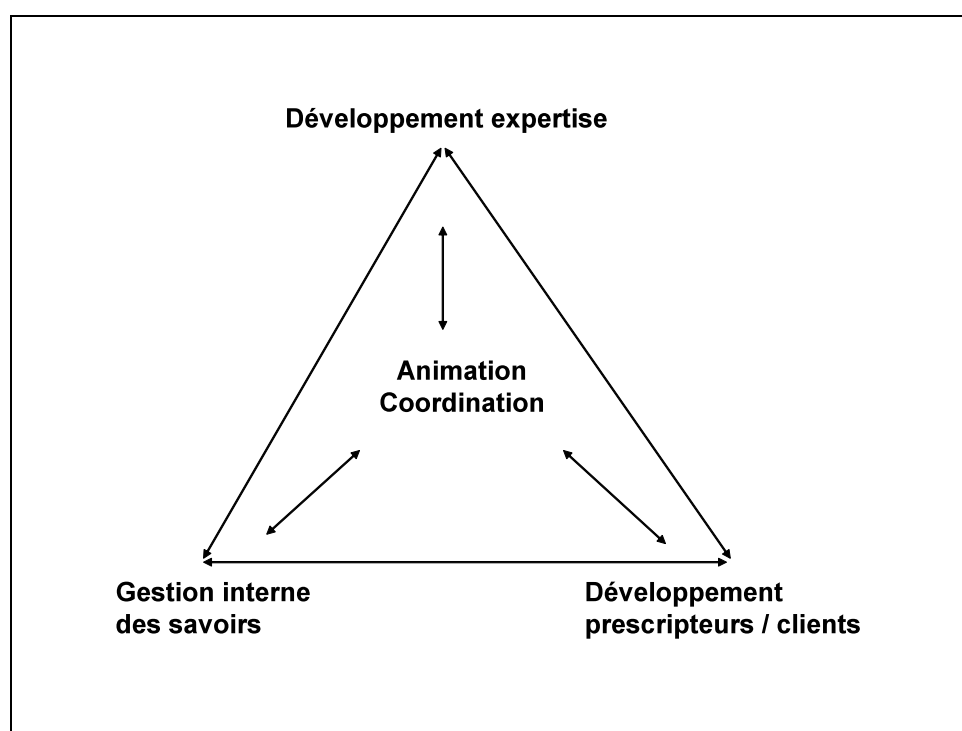 Développement expertise
Animation
Coordination
Gestion interne
des savoirs
Développement
prescripteurs / clients